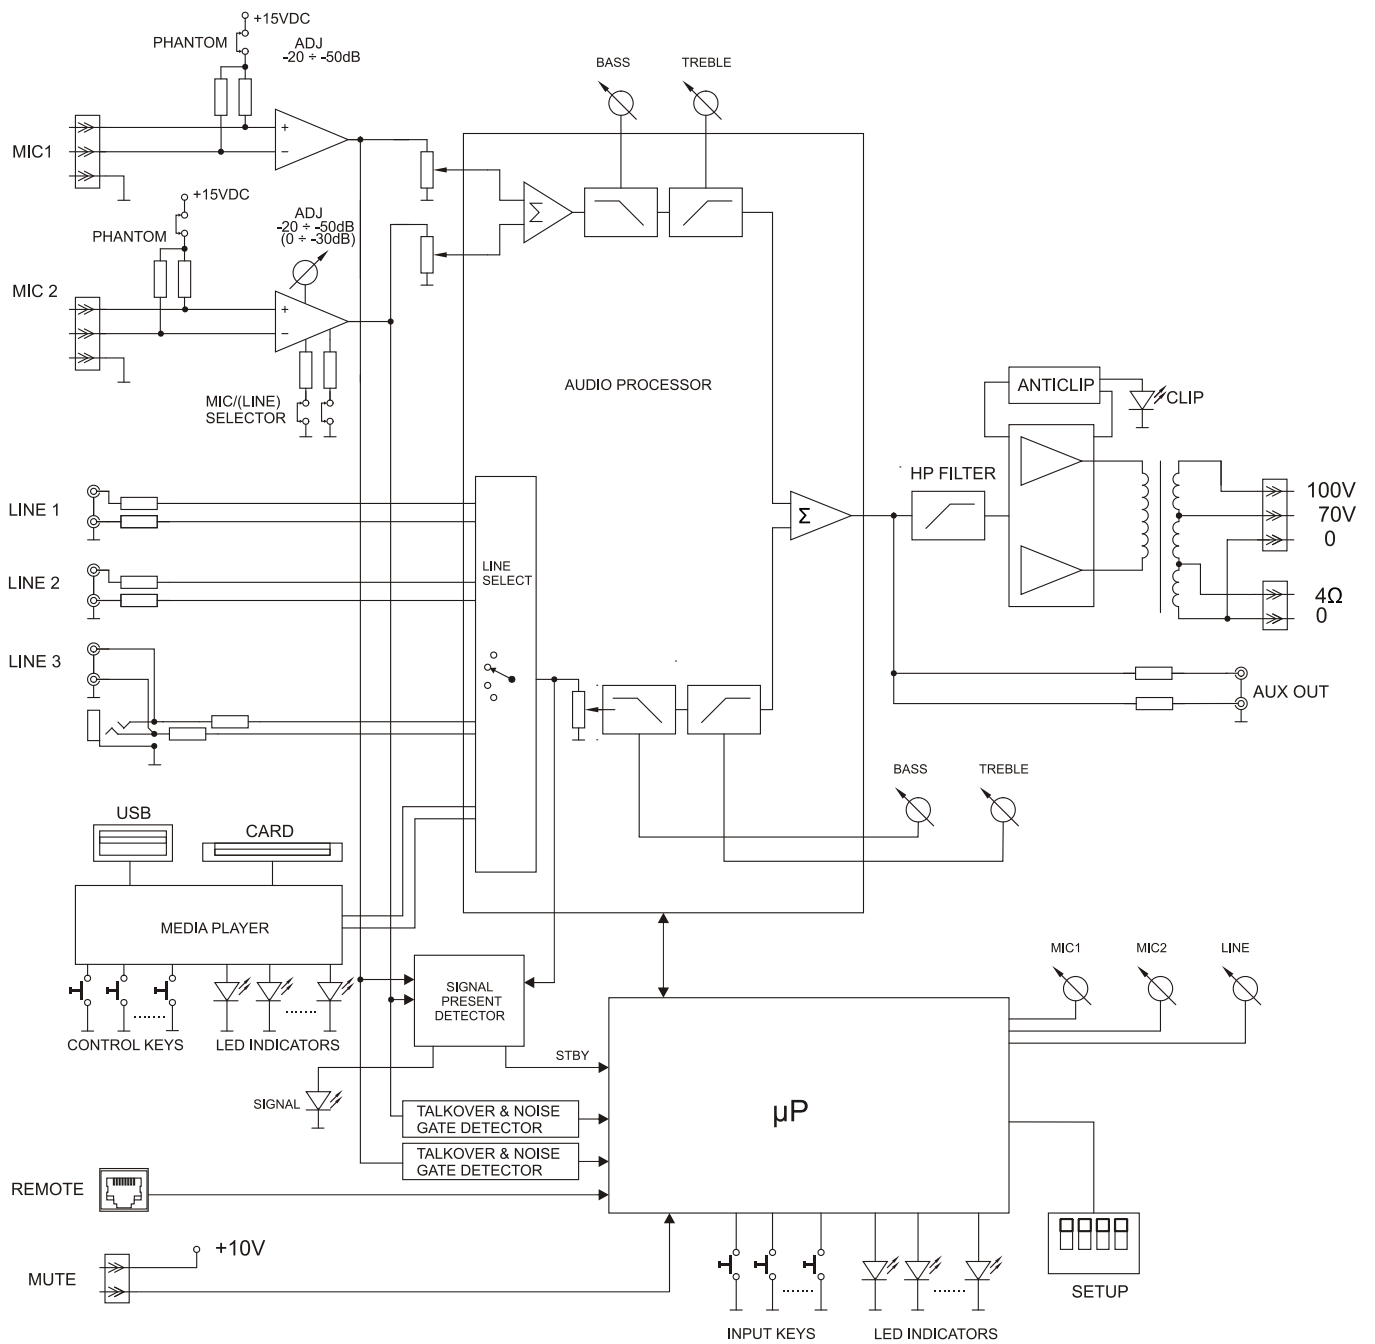 +15VDC
PHANTOM
ADJ
-20 ÷ -50dB
BASS
TREBLE
+
−
MIC1
+15VDC
PHANTOM
ADJ
-20 ÷ -50dB
(0 ÷ -30dB)
Σ
MIC 2
+
−
MIC/(LINE)
SELECTOR
AUDIO PROCESSOR
ANTICLIP
CLIP
HP FILTER
LINE 1
LINE 2
LINE 3
LINE
SELECT
Σ
100V
70V
0
4Ω
0
AUX OUT
BASS
TREBLE
USB
CARD
MEDIA PLAYER
CONTROL KEYS
LED INDICATORS
SIGNAL
PRESENT
DETECTOR
MIC1
MIC2
LINE
STBY
SIGNAL
TALKOVER & NOISE
GATE DETECTOR
TALKOVER & NOISE
GATE DETECTOR
µP
REMOTE
+10V
MUTE
INPUT KEYS
LED INDICATORS
SETUP